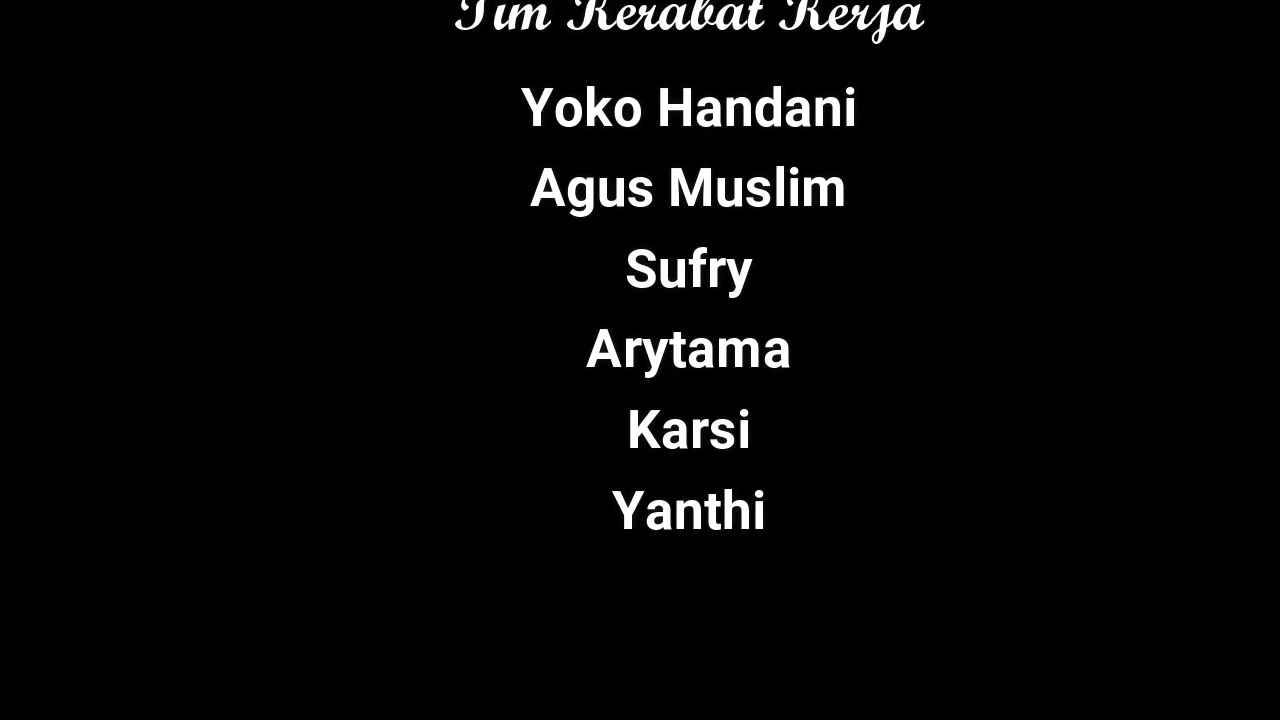 Tim Kerabat Kerja
Yoko Handani
Agus Muslim
Sufry
Arytama
Karsi
Yanthi